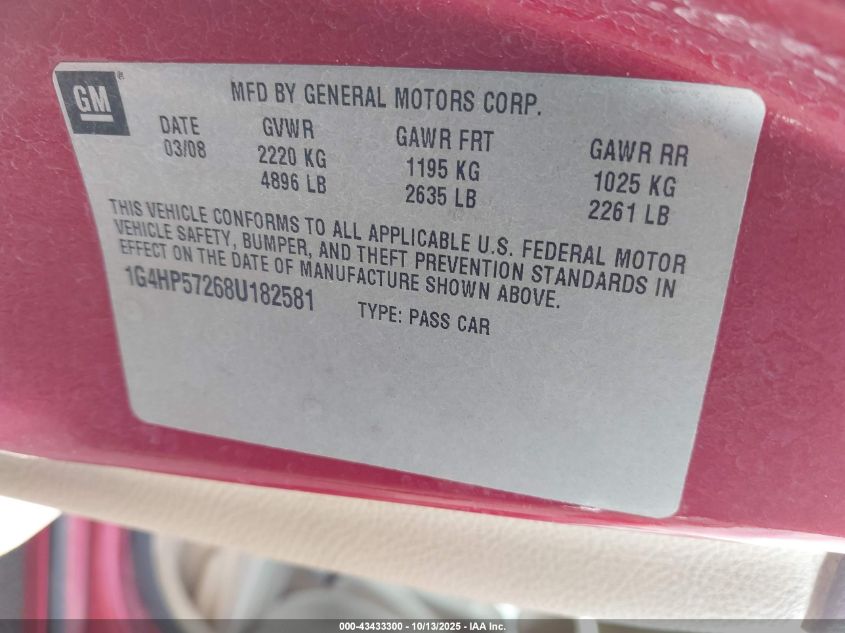 GM
MFD BY GENERAL MOTORS CORP.
DATE GVWR GAWR FRT GAWR RR
03/08 2220 KG 1195 KG 1025 KG
4896 LB 2635 LB 2261 LB
THIS VEHICLE CONFORMS TO ALL APPLICABLE U.S. FEDERAL MOTOR
VEHICLE SAFETY, BUMPER, AND THEFT PREVENTION STANDARDS IN
EFFECT ON THE DATE OF MANUFACTURE SHOWN ABOVE.
1G4HP57268U182581 TYPE: PASS CAR
000-43433300 - 10/13/2025 - IAA Inc.